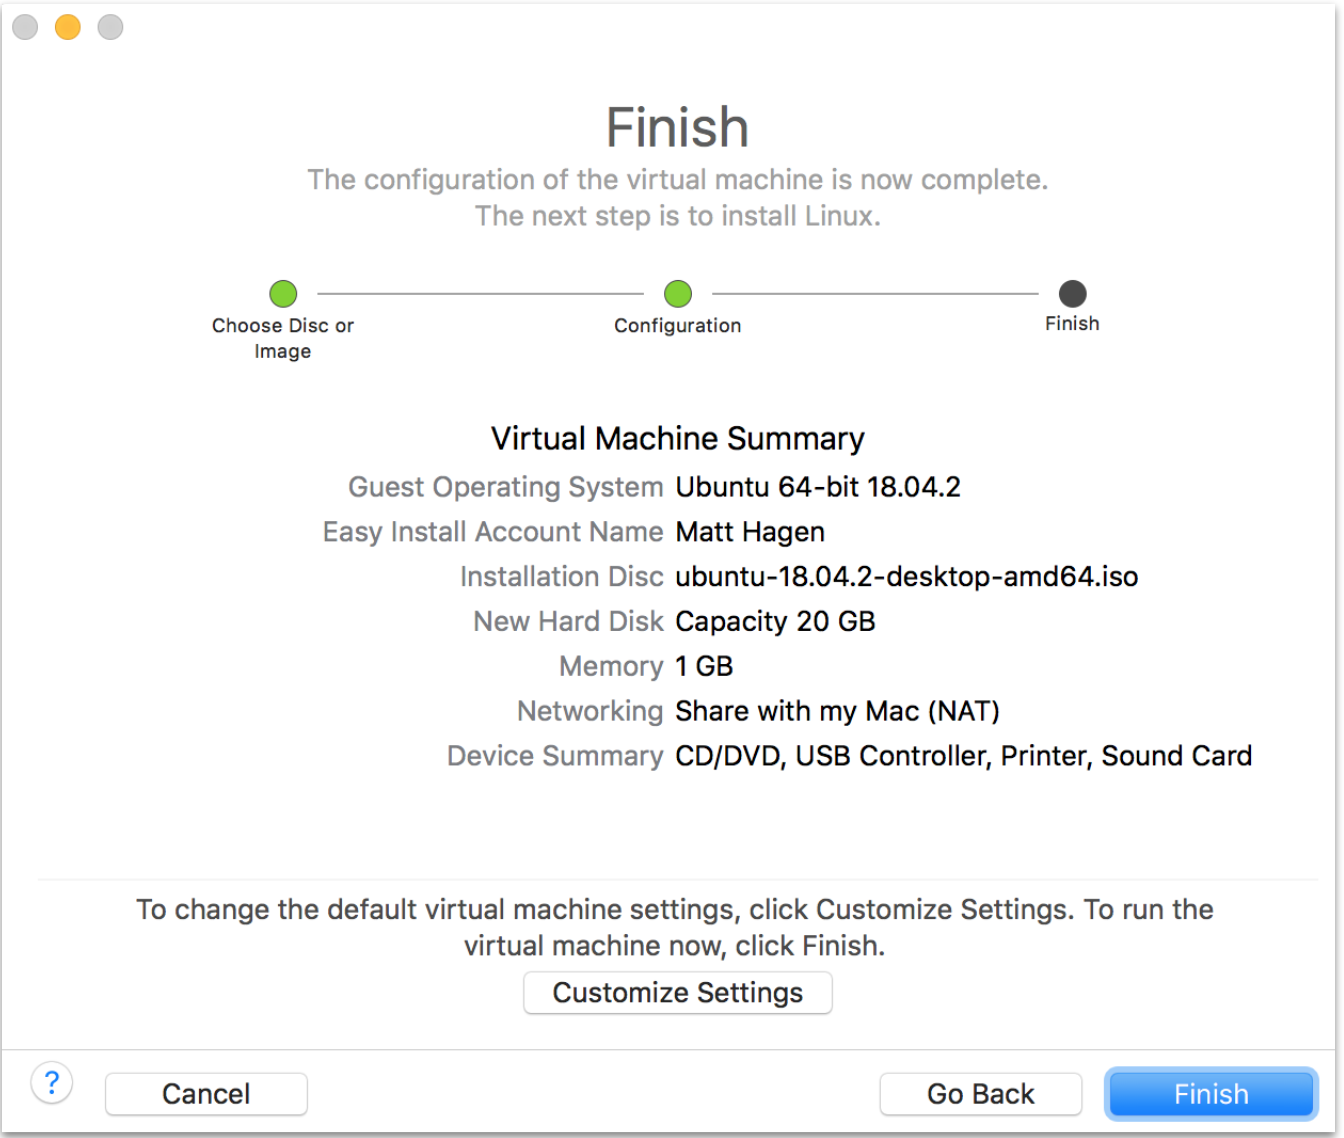 Finish
The configuration of the virtual machine is now complete.
The next step is to install Linux.
Choose Disc or
Image
Configuration
Finish
Virtual Machine Summary
Guest Operating System Ubuntu 64-bit 18.04.2
Easy Install Account Name Matt Hagen
Installation Disc ubuntu-18.04.2-desktop-amd64.iso
New Hard Disk Capacity 20 GB
Memory 1 GB
Networking Share with my Mac (NAT)
Device Summary CD/DVD, USB Controller, Printer, Sound Card
To change the default virtual machine settings, click Customize Settings. To run the
virtual machine now, click Finish.
Customize Settings
? Cancel Go Back Finish